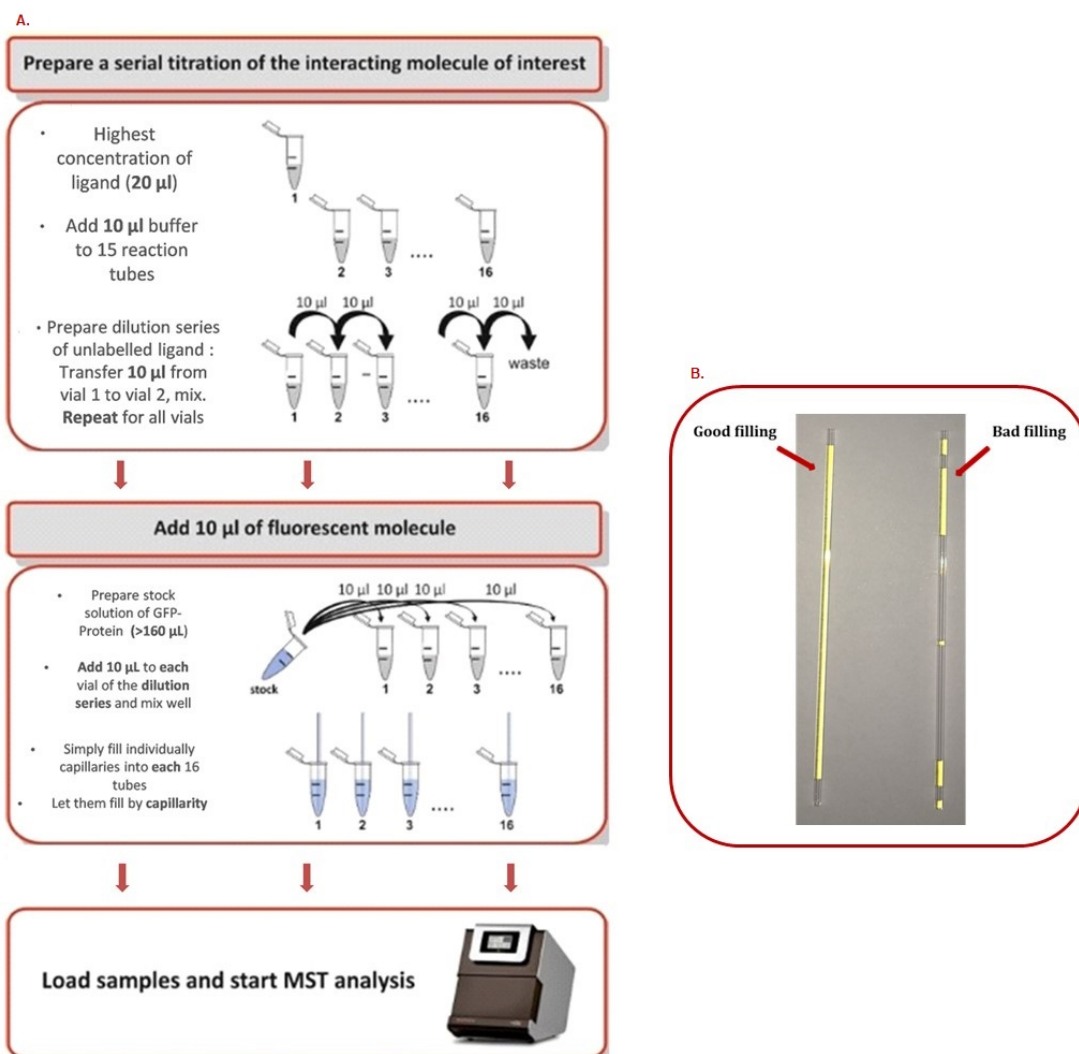 A.
Prepare a serial titration of the interacting molecule of interest
· Highest
concentration of
ligand (20 µl)
· Add 10 µl buffer
to 15 reaction
tubes
· Prepare dilution series
of unlabelled ligand :
Transfer 10 µl from
vial 1 to vial 2, mix.
Repeat for all vials
1
2 3 .... 16
10 µl 10 µl 10 µl 10 µl
waste
1 2 3 .... 16
Add 10 µl of fluorescent molecule
· Prepare stock
solution of GFP-
Protein (>160 µL)
· Add 10 µL to each
vial of the dilution
series and mix well
· Simply fill individually
capillaries into each 16
tubes
· Let them fill by capillarity
10 µl 10 µl 10 µl 10 µl
stock 1 2 3 .... 16
1 2 3 .... 16
Load samples and start MST analysis
B.
Good filling
Bad filling